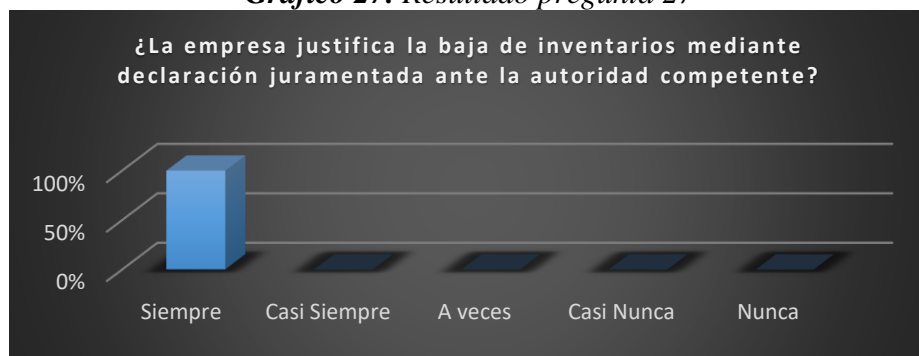 Gráfico 27. Resultado pregunta 27
¿La empresa justifica la baja de inventarios mediante
declaración juramentada ante la autoridad competente?
100%
50%
0%
Siempre Casi Siempre A veces Casi Nunca Nunca